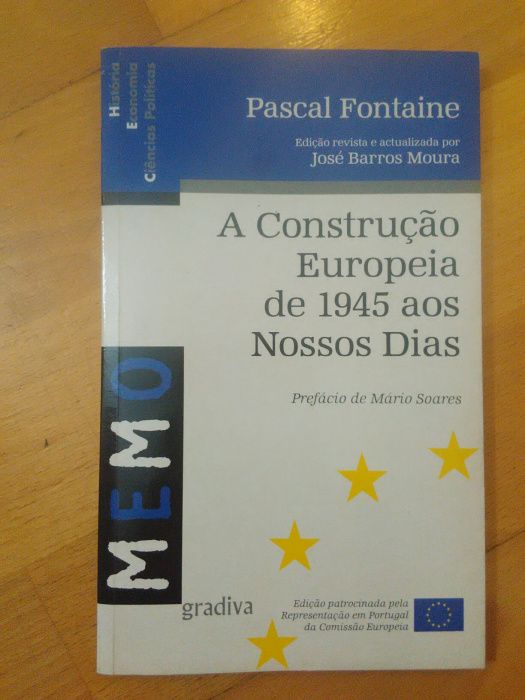 História
Economia
Ciências Políticas
Pascal Fontaine
Edição revista e actualizada por
José Barros Moura
A Construção
Europeia
de 1945 aos
Nossos Dias
Prefácio de Mário Soares
MEMO
gradiva
Edição patrocinada pela
Representação em Portugal
da Comissão Europeia